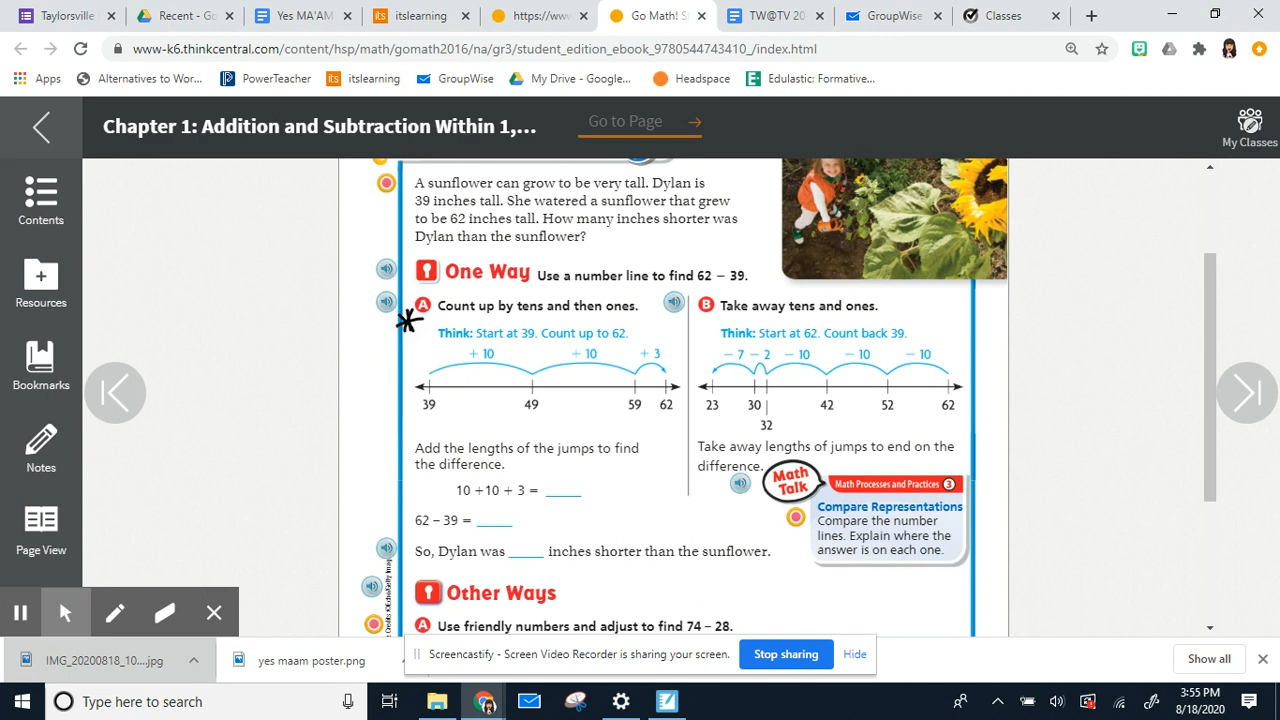 Taylorsville
Recent - G
Yes MA'AM
itslearning
https://www
Go Math! S
TW@TV 20
GroupWise
Classes
www-k6.thinkcentral.com/content/hsp/math/gomath2016/na/gr3/student_edition_ebook_9780544743410_/index.html
Apps Alternatives to Wor... PowerTeacher its itslearning GroupWise My Drive - Google... Headspace Edulastic: Formative...
Chapter 1: Addition and Subtraction Within 1,...
Go to Page →
My Classes
Contents
Resources
Bookmarks
Notes
Page View
A sunflower can grow to be very tall. Dylan is
39 inches tall. She watered a sunflower that grew
to be 62 inches tall. How many inches shorter was
Dylan than the sunflower?
One Way Use a number line to find 62 − 39.
A Count up by tens and then ones.
*
Think: Start at 39. Count up to 62.
+ 10 + 10 + 3
39 49 59 62
Add the lengths of the jumps to find
the difference.
10 +10 + 3 = ____
62 – 39 = ____
B Take away tens and ones.
Think: Start at 62. Count back 39.
− 7 − 2 − 10 − 10 − 10
23 30 | 42 52 62
32
Take away lengths of jumps to end on the
difference.
Math
Talk
Math Processes and Practices 3
Compare Representations
Compare the number
lines. Explain where the
answer is on each one.
So, Dylan was ____ inches shorter than the sunflower.
Other Ways
A Use friendly numbers and adjust to find 74 – 28.
Screencastify - Screen Video Recorder is sharing your screen. Stop sharing Hide
IMG_20200818_10....jpg
yes maam poster.png
Show all
Type here to search
3:55 PM
8/18/2020